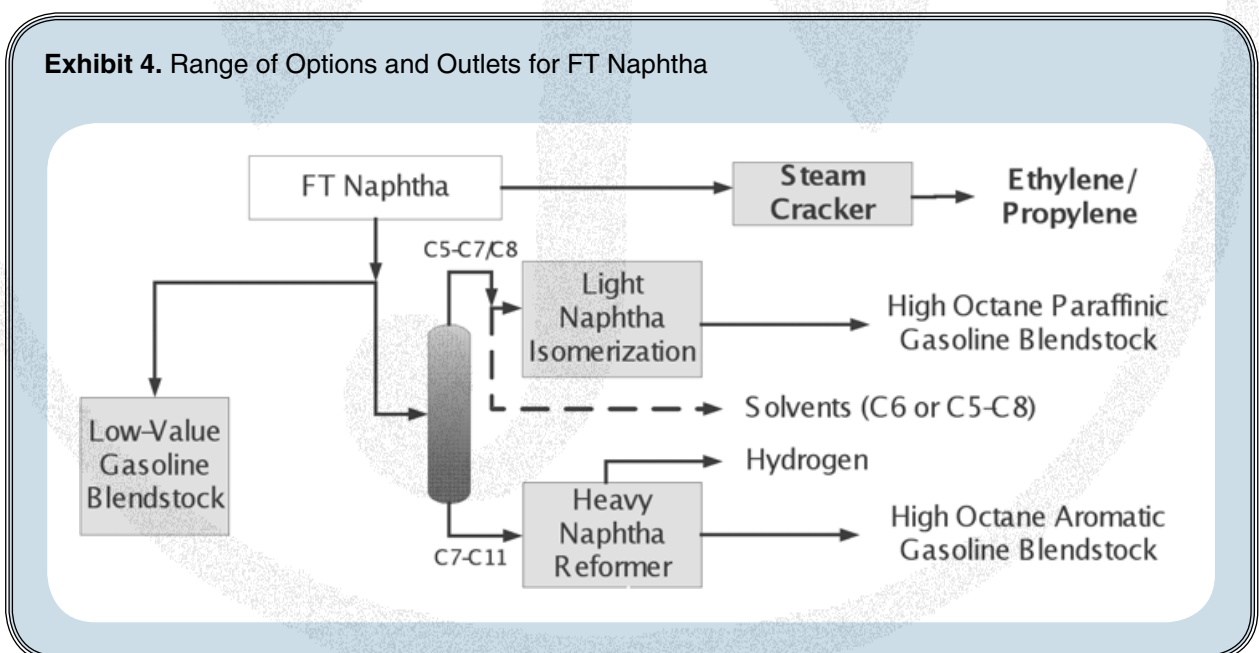 Exhibit 4. Range of Options and Outlets for FT Naphtha
FT Naphtha
Steam
Cracker
Ethylene/
Propylene
C5-C7/C8
Light
Naphtha
Isomerization
High Octane Paraffinic
Gasoline Blendstock
Solvents (C6 or C5-C8)
Low-Value
Gasoline
Blendstock
Hydrogen
Heavy
Naphtha
Reformer
C7-C11
High Octane Aromatic
Gasoline Blendstock